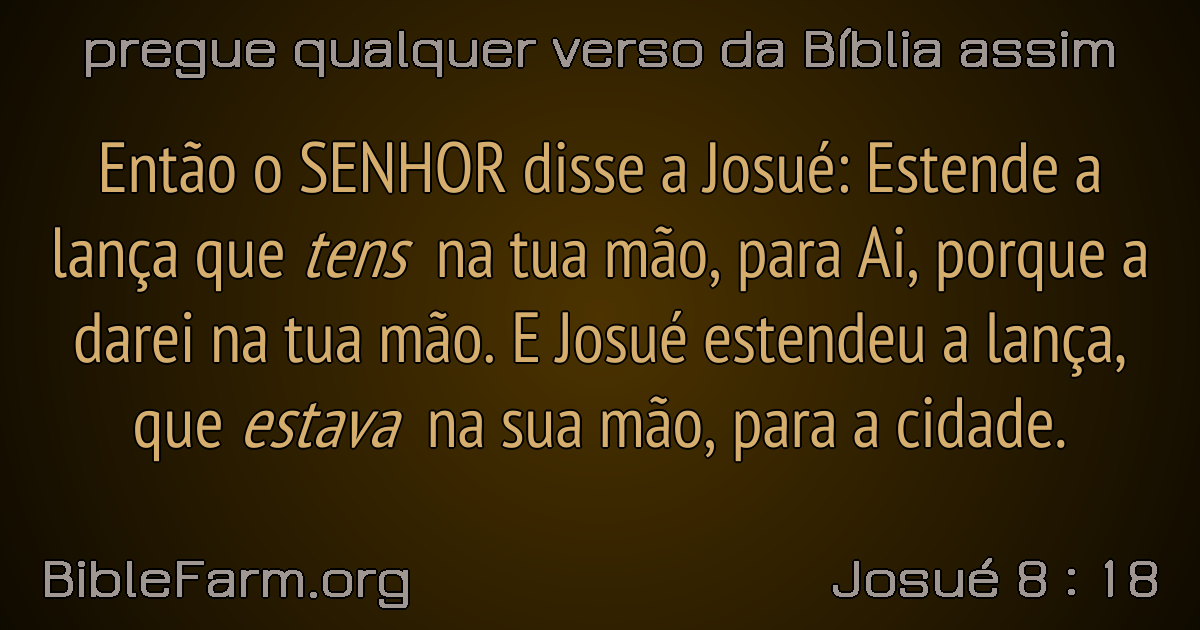 pregue qualquer verso da Bíblia assim
Então o SENHOR disse a Josué: Estende a
lança que tens na tua mão, para Ai, porque a
darei na tua mão. E Josué estendeu a lança,
que estava na sua mão, para a cidade.
BibleFarm.org
Josué 8 : 18